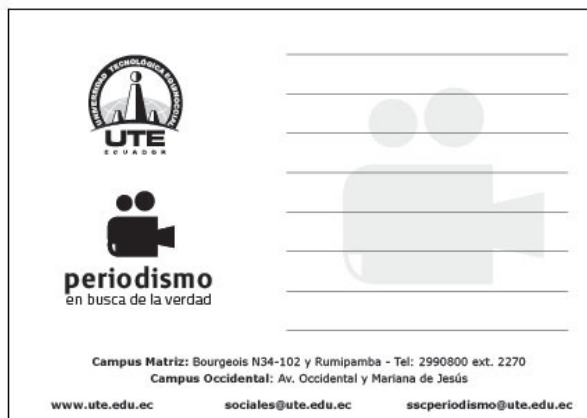 UNIVERSIDAD TECNOLÓGICA EQUINOCCIAL
UTE
ECUADOR
periodismo
en busca de la verdad
Campus Matriz: Bourgeois N34-102 y Rumipamba - Tel: 2990800 ext. 2270
Campus Occidental: Av. Occidental y Mariana de Jesús
www.ute.edu.ec sociales@ute.edu.ec sscperiodismo@ute.edu.ec